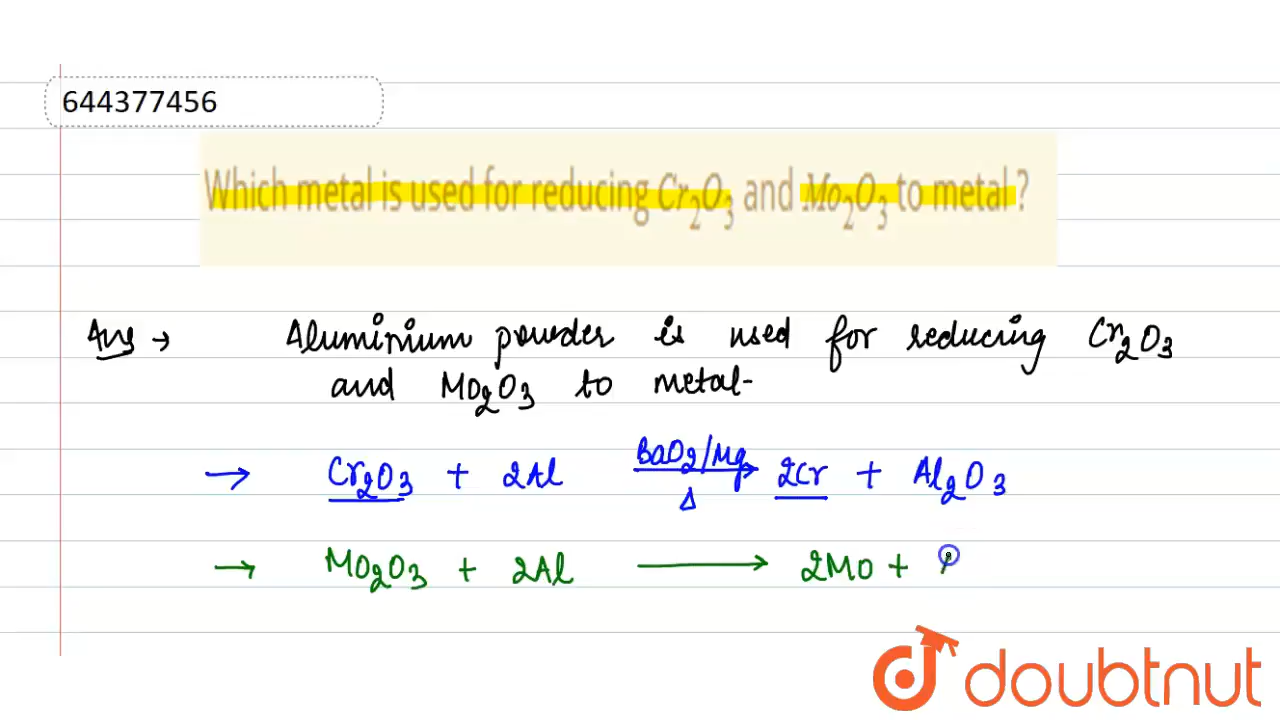 644377456
Which metal is used for reducing Cr₂O₃ and Mo₂O₃ to metal ?
Ans → Aluminium powder is used for reducing Cr₂O₃
and Mo₂O₃ to metal-
BaO₂/Mg
→ Cr₂O₃ + 2Al ⟶ 2Cr + Al₂O₃
Δ
→ Mo₂O₃ + 2Al ⟶ 2Mo +
doubtnut